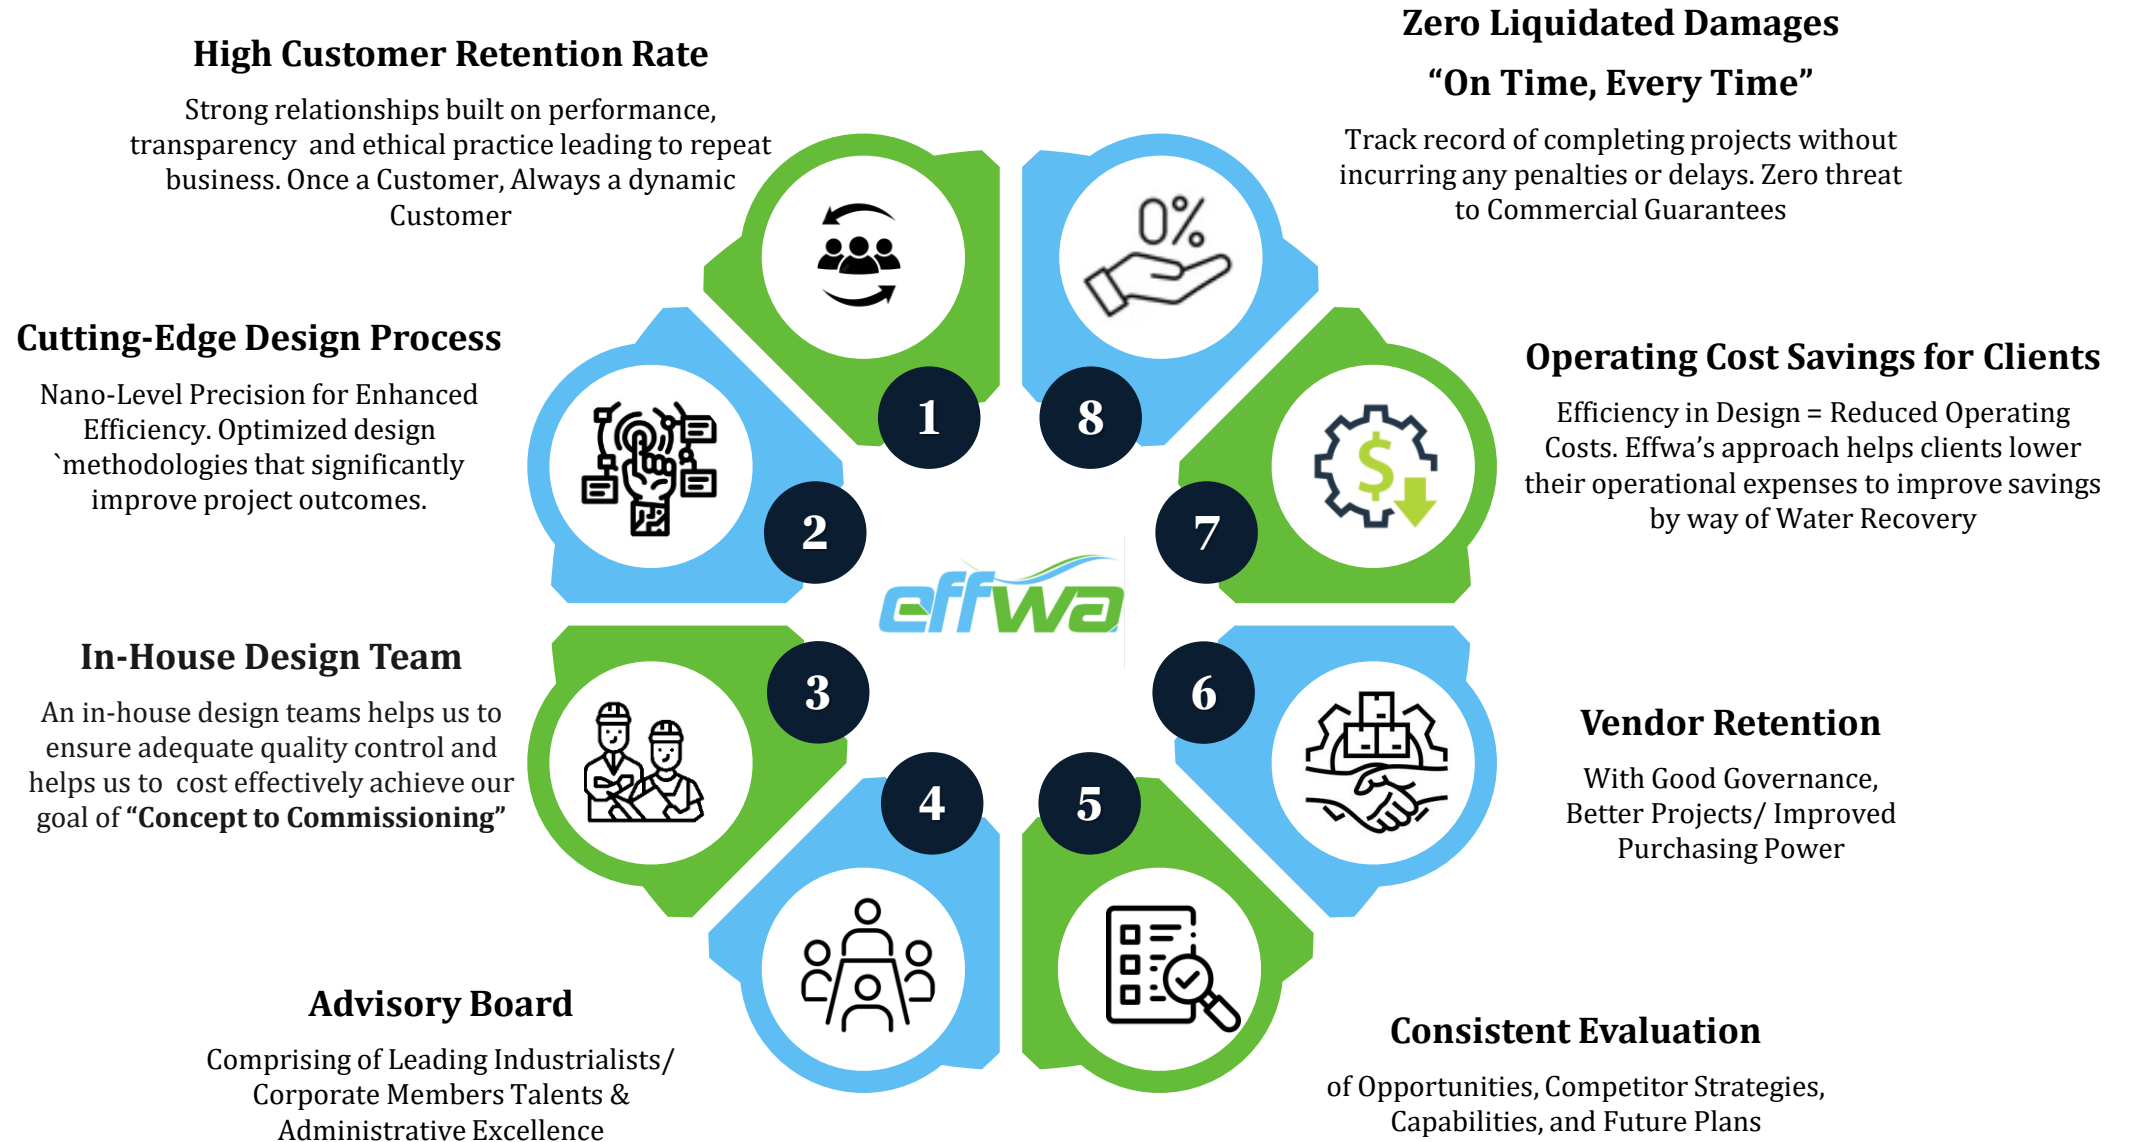 High Customer Retention Rate
Strong relationships built on performance,
transparency and ethical practice leading to repeat
business. Once a Customer, Always a dynamic
Customer
1
Cutting-Edge Design Process
Nano-Level Precision for Enhanced
Efficiency. Optimized design
`methodologies that significantly
improve project outcomes.
2
In-House Design Team
An in-house design teams helps us to
ensure adequate quality control and
helps us to cost effectively achieve our
goal of “Concept to Commissioning”
3
Advisory Board
Comprising of Leading Industrialists/
Corporate Members Talents &
Administrative Excellence
4
effwa
Zero Liquidated Damages
“On Time, Every Time”
Track record of completing projects without
incurring any penalties or delays. Zero threat
to Commercial Guarantees
0%
8
Operating Cost Savings for Clients
Efficiency in Design = Reduced Operating
Costs. Effwa’s approach helps clients lower
their operational expenses to improve savings
by way of Water Recovery
$
7
Vendor Retention
With Good Governance,
Better Projects/ Improved
Purchasing Power
6
Consistent Evaluation
of Opportunities, Competitor Strategies,
Capabilities, and Future Plans
5